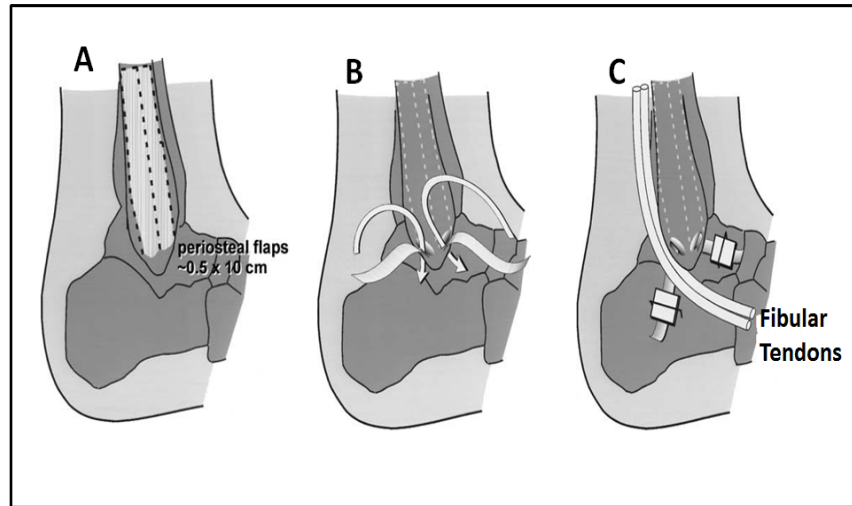 A
B
C
periosteal flaps
~0.5 x 10 cm
Fibular
Tendons